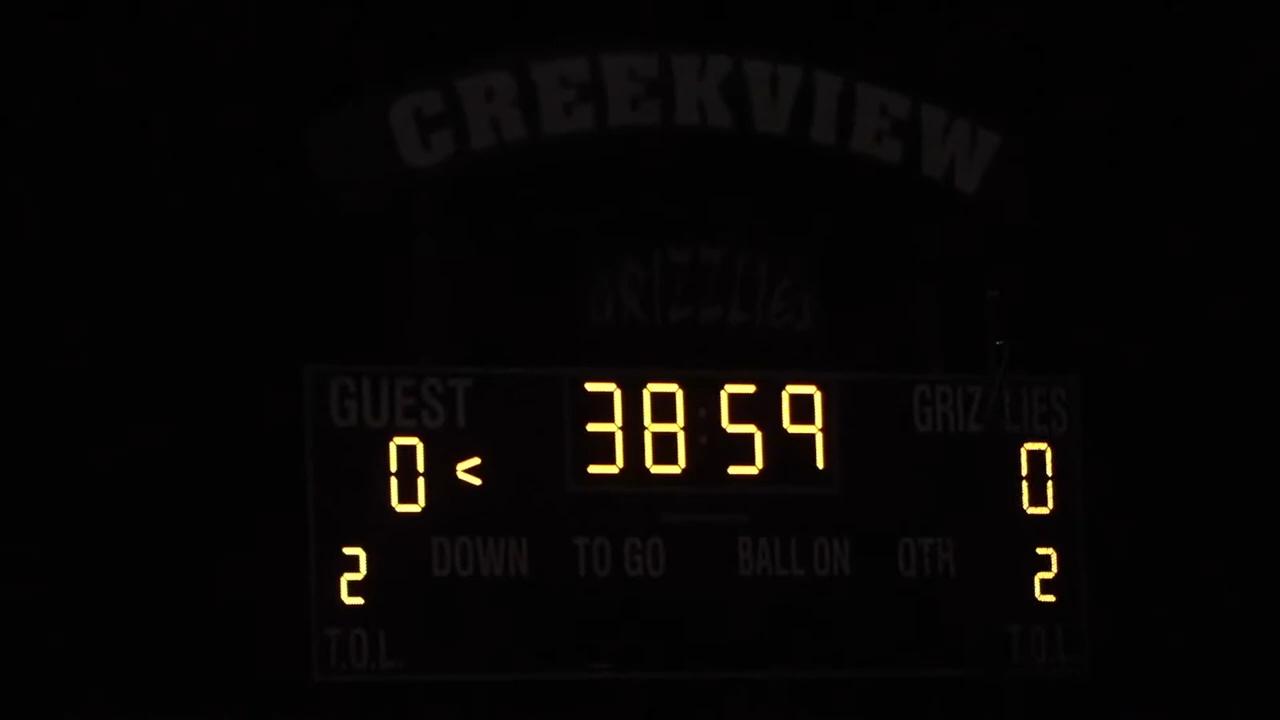 CREEKVIEW
GRIZZLIES
GUEST 38:59 GRIZZLIES
0 < 0
DOWN TO GO BALL ON QTR
2 2
T.O.L. T.O.L.